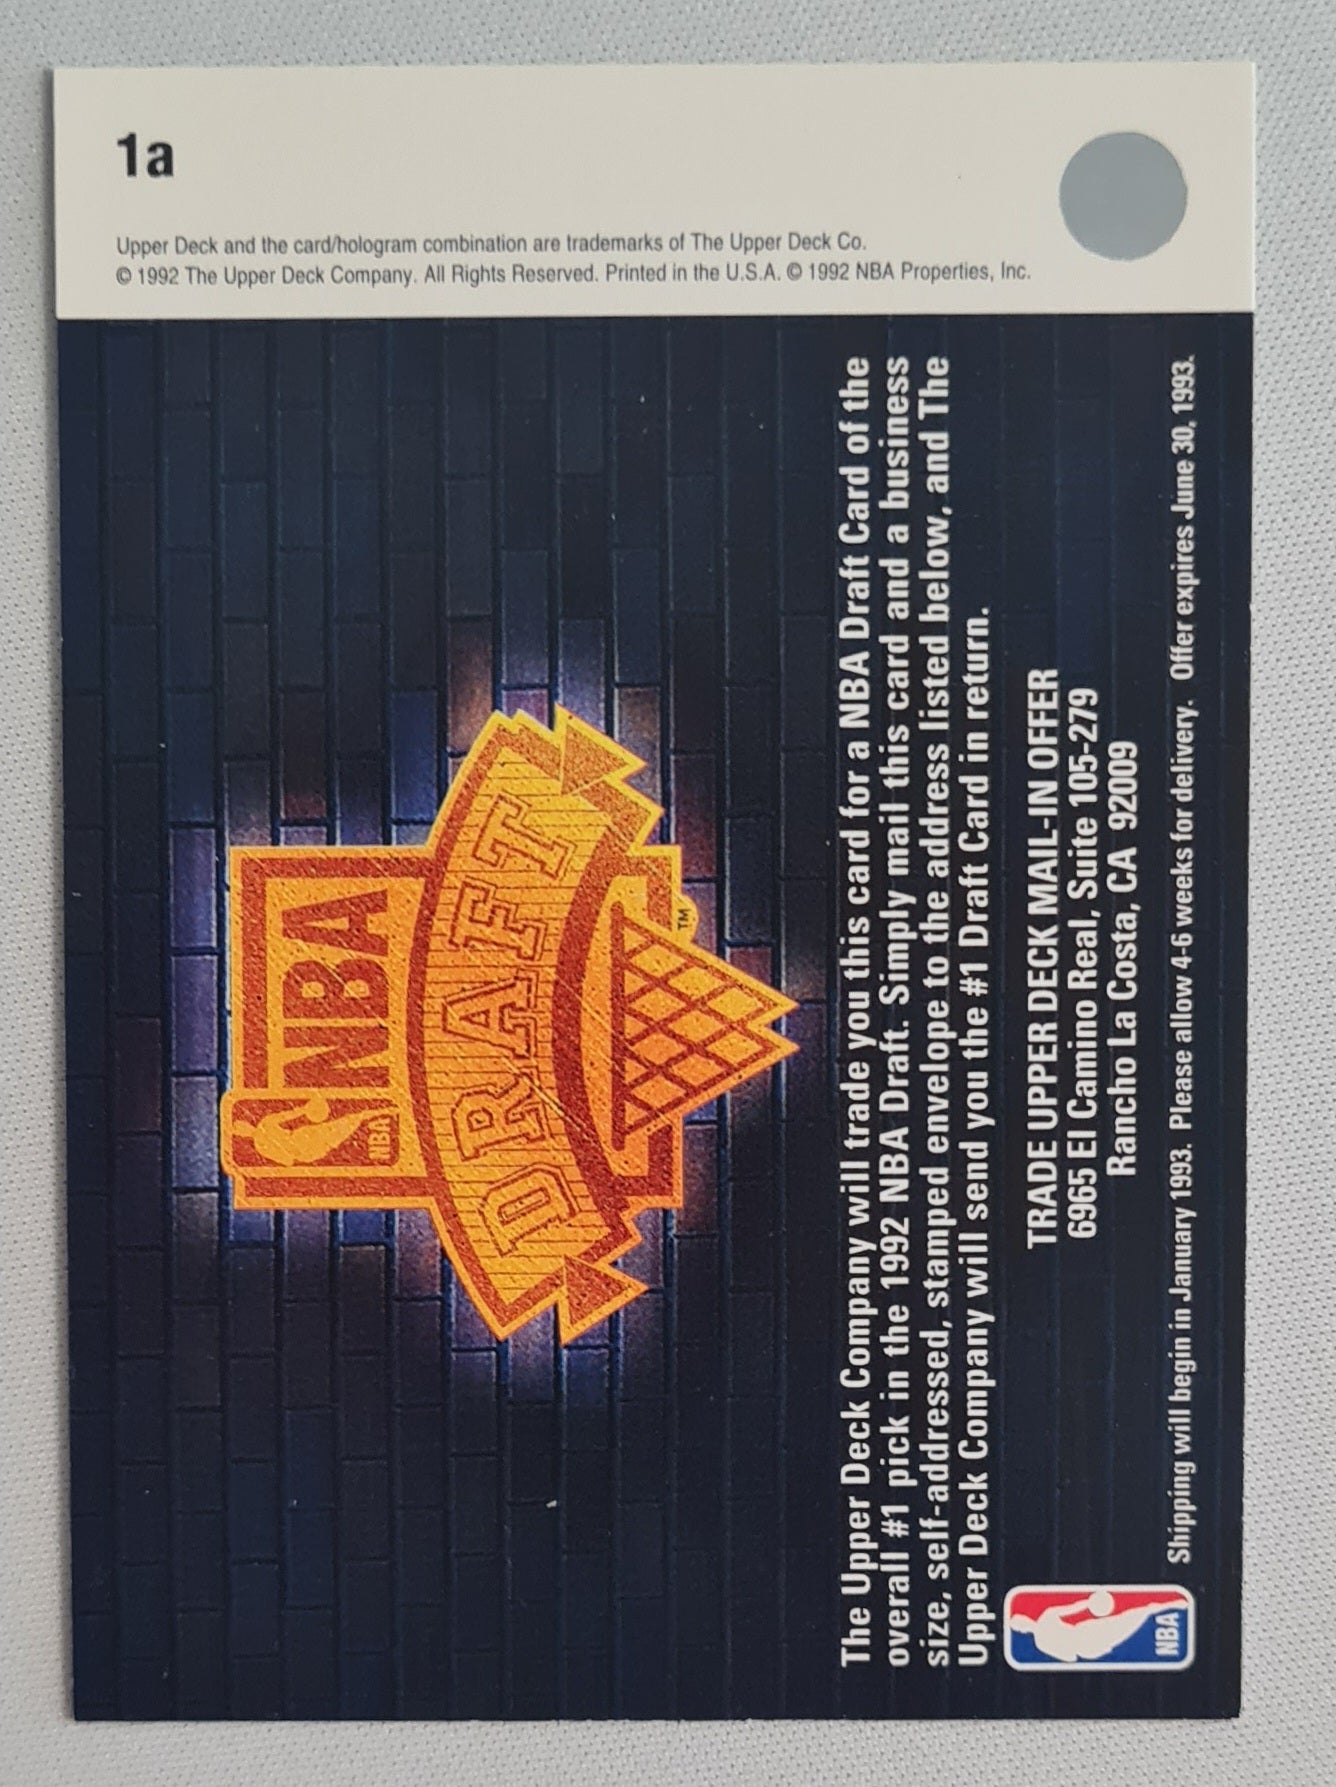 1a
Upper Deck and the card/hologram combination are trademarks of The Upper Deck Co.
© 1992 The Upper Deck Company. All Rights Reserved. Printed in the U.S.A. © 1992 NBA Properties, Inc.
NBA
NBA
DRAFT
TM
The Upper Deck Company will trade you this card for a NBA Draft Card of the
overall #1 pick in the 1992 NBA Draft. Simply mail this card and a business
size, self-addressed, stamped envelope to the address listed below, and The
Upper Deck Company will send you the #1 Draft Card in return.
TRADE UPPER DECK MAIL-IN OFFER
6965 El Camino Real, Suite 105-279
Rancho La Costa, CA 92009
Shipping will begin in January 1993. Please allow 4-6 weeks for delivery. Offer expires June 30, 1993.
NBA